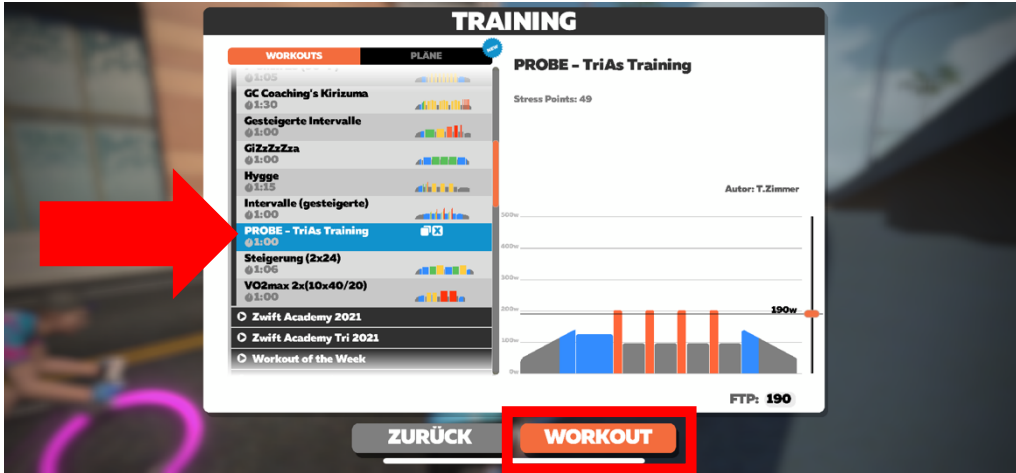 TRAINING
WORKOUTS
PLÄNE
NEW
1:05
GC Coaching's Kirizuma
1:30
Gesteigerte Intervalle
1:00
GiZzZzZza
1:00
Hygge
1:15
Intervalle (gesteigerte)
1:00
PROBE - TriAs Training
1:00
Steigerung (2x24)
1:06
VO2max 2x(10x40/20)
1:00
Zwift Academy 2021
Zwift Academy Tri 2021
Workout of the Week
PROBE - TriAs Training
Stress Points: 49
Autor: T.Zimmer
500w
400w
300w
200w
190w
100w
0w
FTP: 190
ZURÜCK
WORKOUT